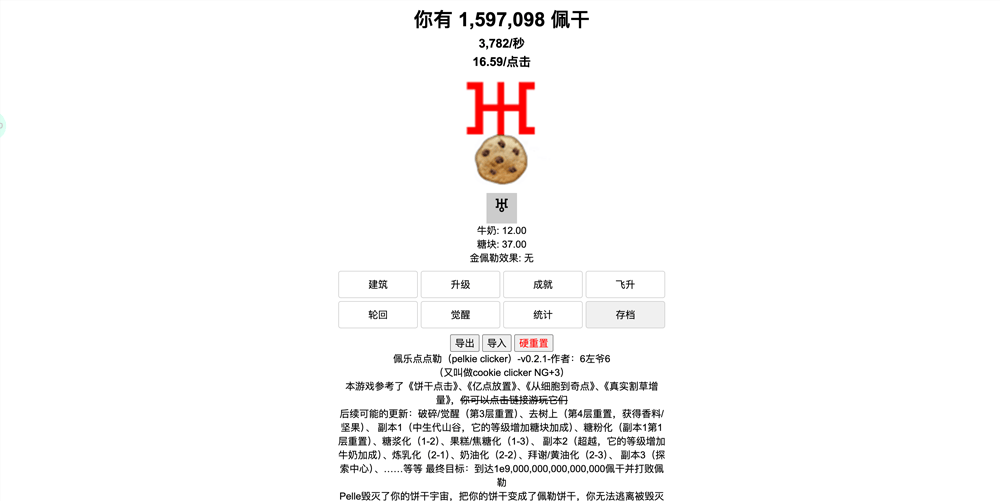 你有 1,597,098 佩干
3,782/秒
16.59/点击
牛奶: 12.00
糖块: 37.00
金佩勒效果: 无
建筑 升级 成就 飞升
轮回 觉醒 统计 存档
导出 导入 硬重置
佩乐点点勒（pelkie clicker）-v0.2.1-作者：6左爷6
（又叫做cookie clicker NG+3）
本游戏参考了《饼干点击》、《亿点放置》、《从细胞到奇点》、《真实割草增
量》，你可以点击链接游玩它们
后续可能的更新：破碎/觉醒（第3层重置）、去树上（第4层重置，获得香料/
坚果）、 副本1（中生代山谷，它的等级增加糖块加成）、糖粉化（副本1第1
层重置）、糖浆化（1-2）、果糕/焦糖化（1-3）、 副本2（超越，它的等级增加
牛奶加成）、炼乳化（2-1）、奶油化（2-2）、拜谢/黄油化（2-3）、 副本3（探
索中心）、……等等 最终目标：到达1e9,000,000,000,000,000佩干并打败佩
勒
Pelle毁灭了你的饼干宇宙，把你的饼干变成了佩勒饼干，你无法逃离被毁灭